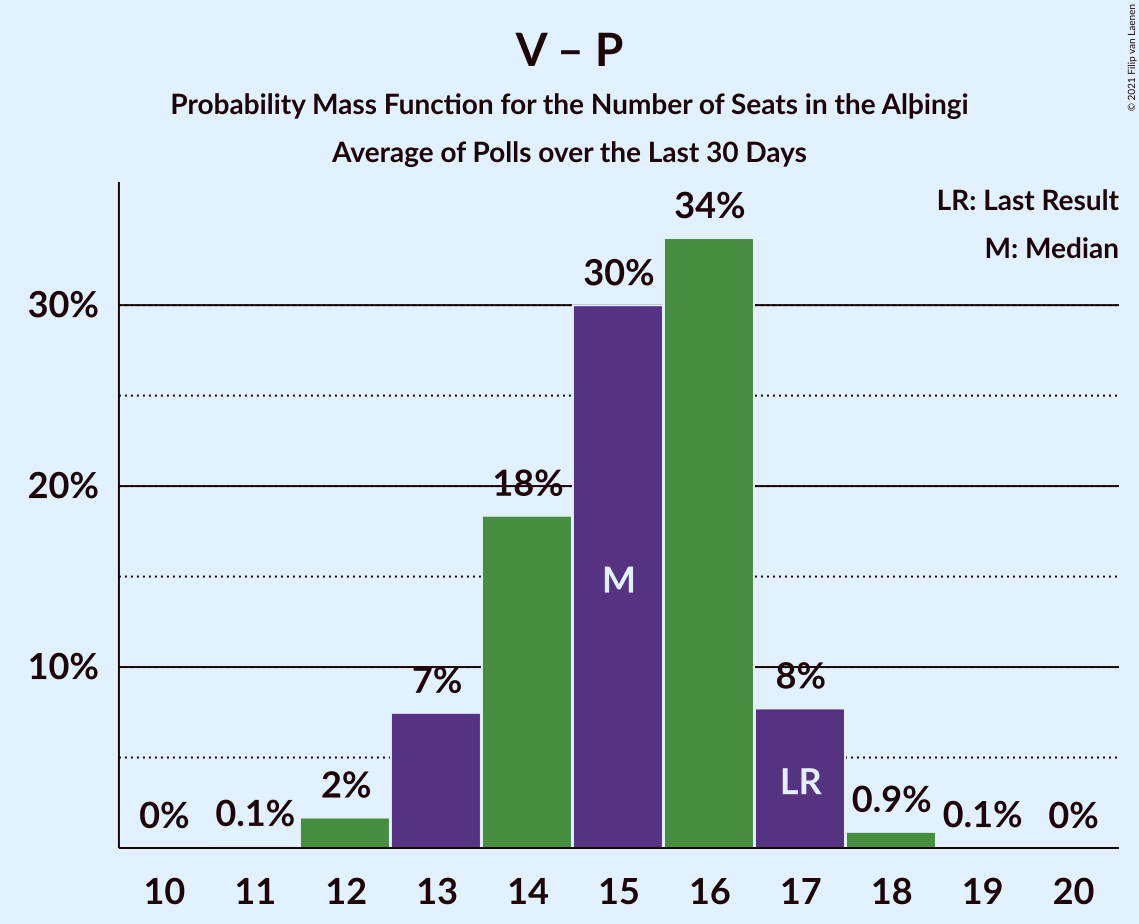 V – P
Probability Mass Function for the Number of Seats in the Alþingi
Average of Polls over the Last 30 Days
© 2021 Filip van Laenen
LR: Last Result
M: Median
34%
30%
30%
18%
20%
M
10%
7%
8%
LR
2%
0%
0.1%
0.9%
0.1%
0%
10 11 12 13 14 15 16 17 18 19 20